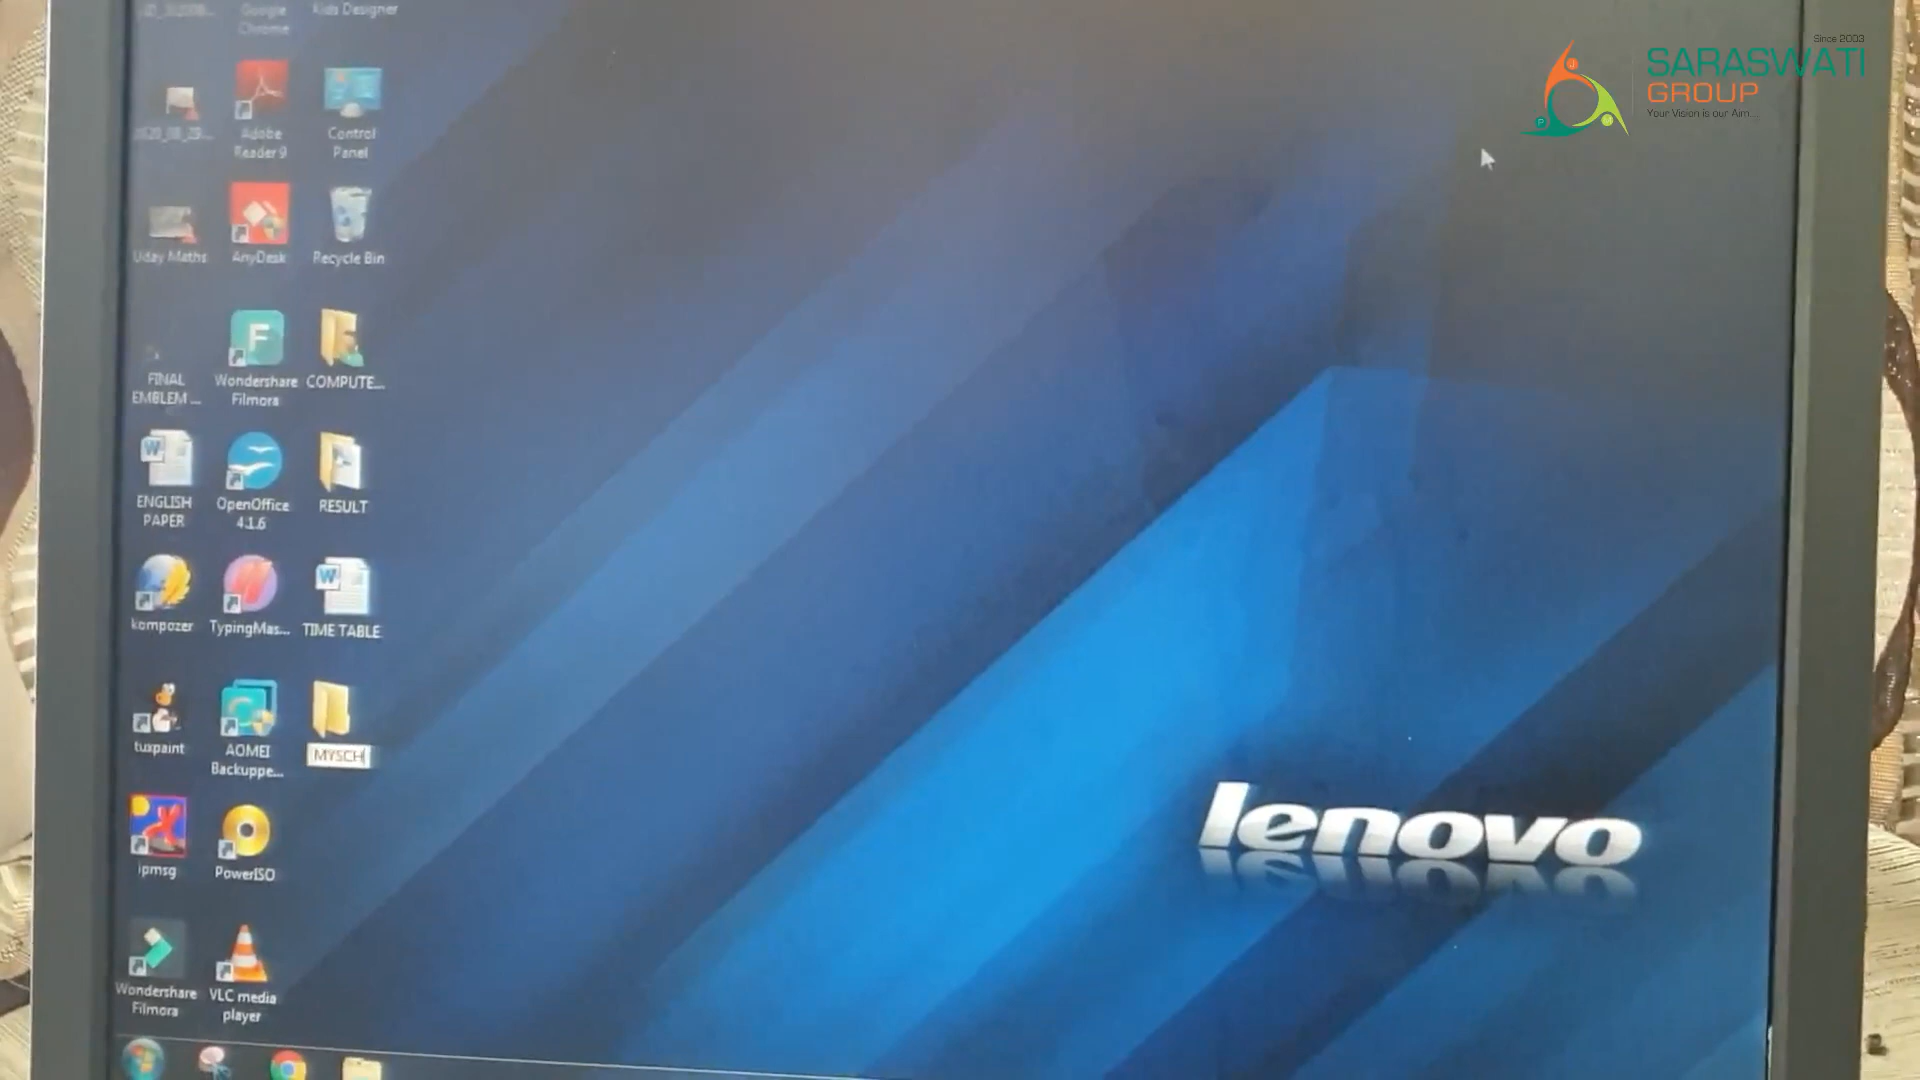 Google
Chrome
Kids Designer
Since 2003
SARASWATI
GROUP
Your Vision is our Aim...
Adobe
Reader 9
Control
Panel
Uday Maths
AnyDesk
Recycle Bin
FINAL
EMBLEM ...
F
Wondershare
Filmora
COMPUTE...
W
ENGLISH
PAPER
OpenOffice
4.1.6
RESULT
kompozer
TypingMas...
W
TIME TABLE
tuxpaint
AOMEI
Backuppe...
MYSCH
ipmsg
PowerISO
Wondershare
Filmora
VLC media
player
lenovo